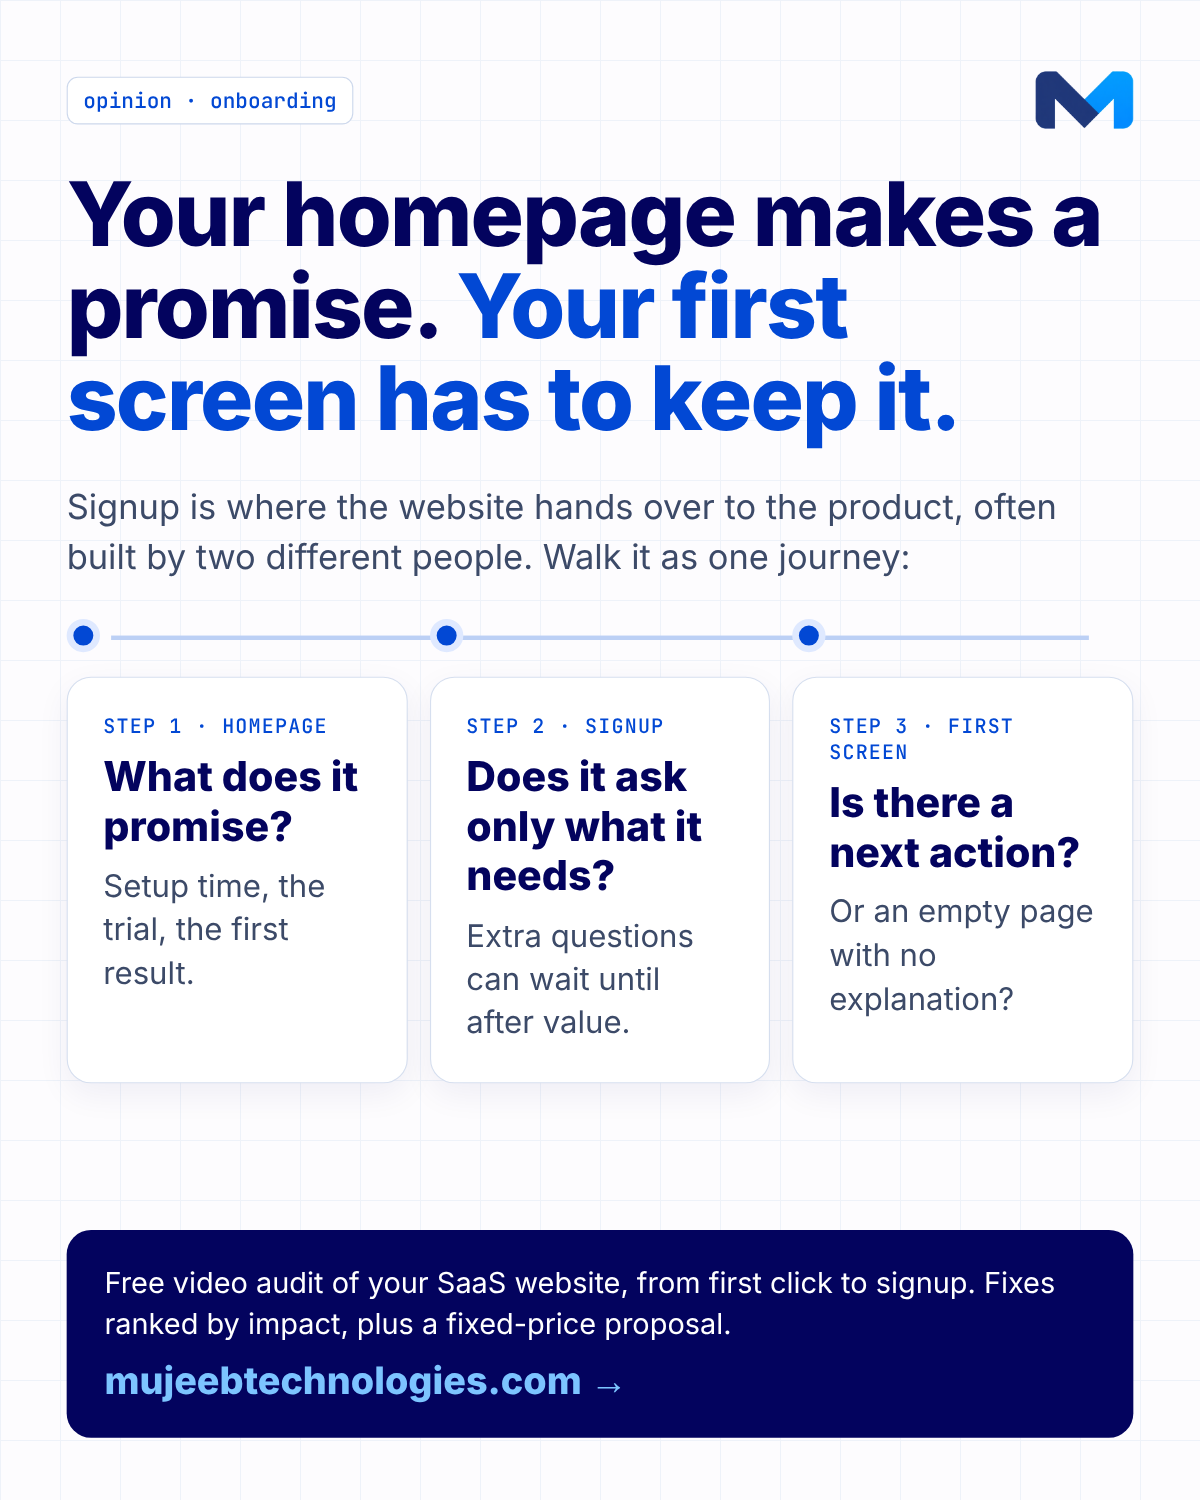 opinion · onboarding
Your homepage makes a
promise. Your first
screen has to keep it.
Signup is where the website hands over to the product, often
built by two different people. Walk it as one journey:
STEP 1 · HOMEPAGE
What does it
promise?
Setup time, the
trial, the first
result.
STEP 2 · SIGNUP
Does it ask
only what it
needs?
Extra questions
can wait until
after value.
STEP 3 · FIRST
SCREEN
Is there a
next action?
Or an empty page
with no
explanation?
Free video audit of your SaaS website, from first click to signup. Fixes
ranked by impact, plus a fixed-price proposal.
mujeebtechnologies.com →